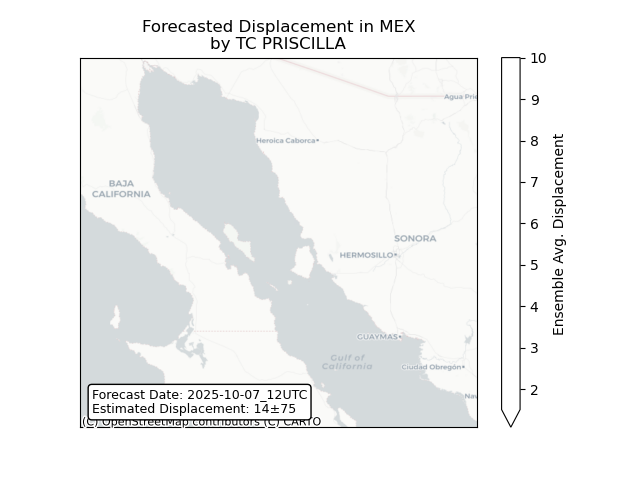 Forecasted Displacement in MEX
by TC PRISCILLA
Agua Prie
Heroica Caborca
BAJA
CALIFORNIA
SONORA
HERMOSILLO
GUAYMAS
Gulf of
California
Ciudad Obregón
Nav
Forecast Date: 2025-10-07_12UTC
Estimated Displacement: 14±75
(C) OpenStreetMap contributors (C) CARTO
10
9
8
7
6
5
4
3
2
Ensemble Avg. Displacement